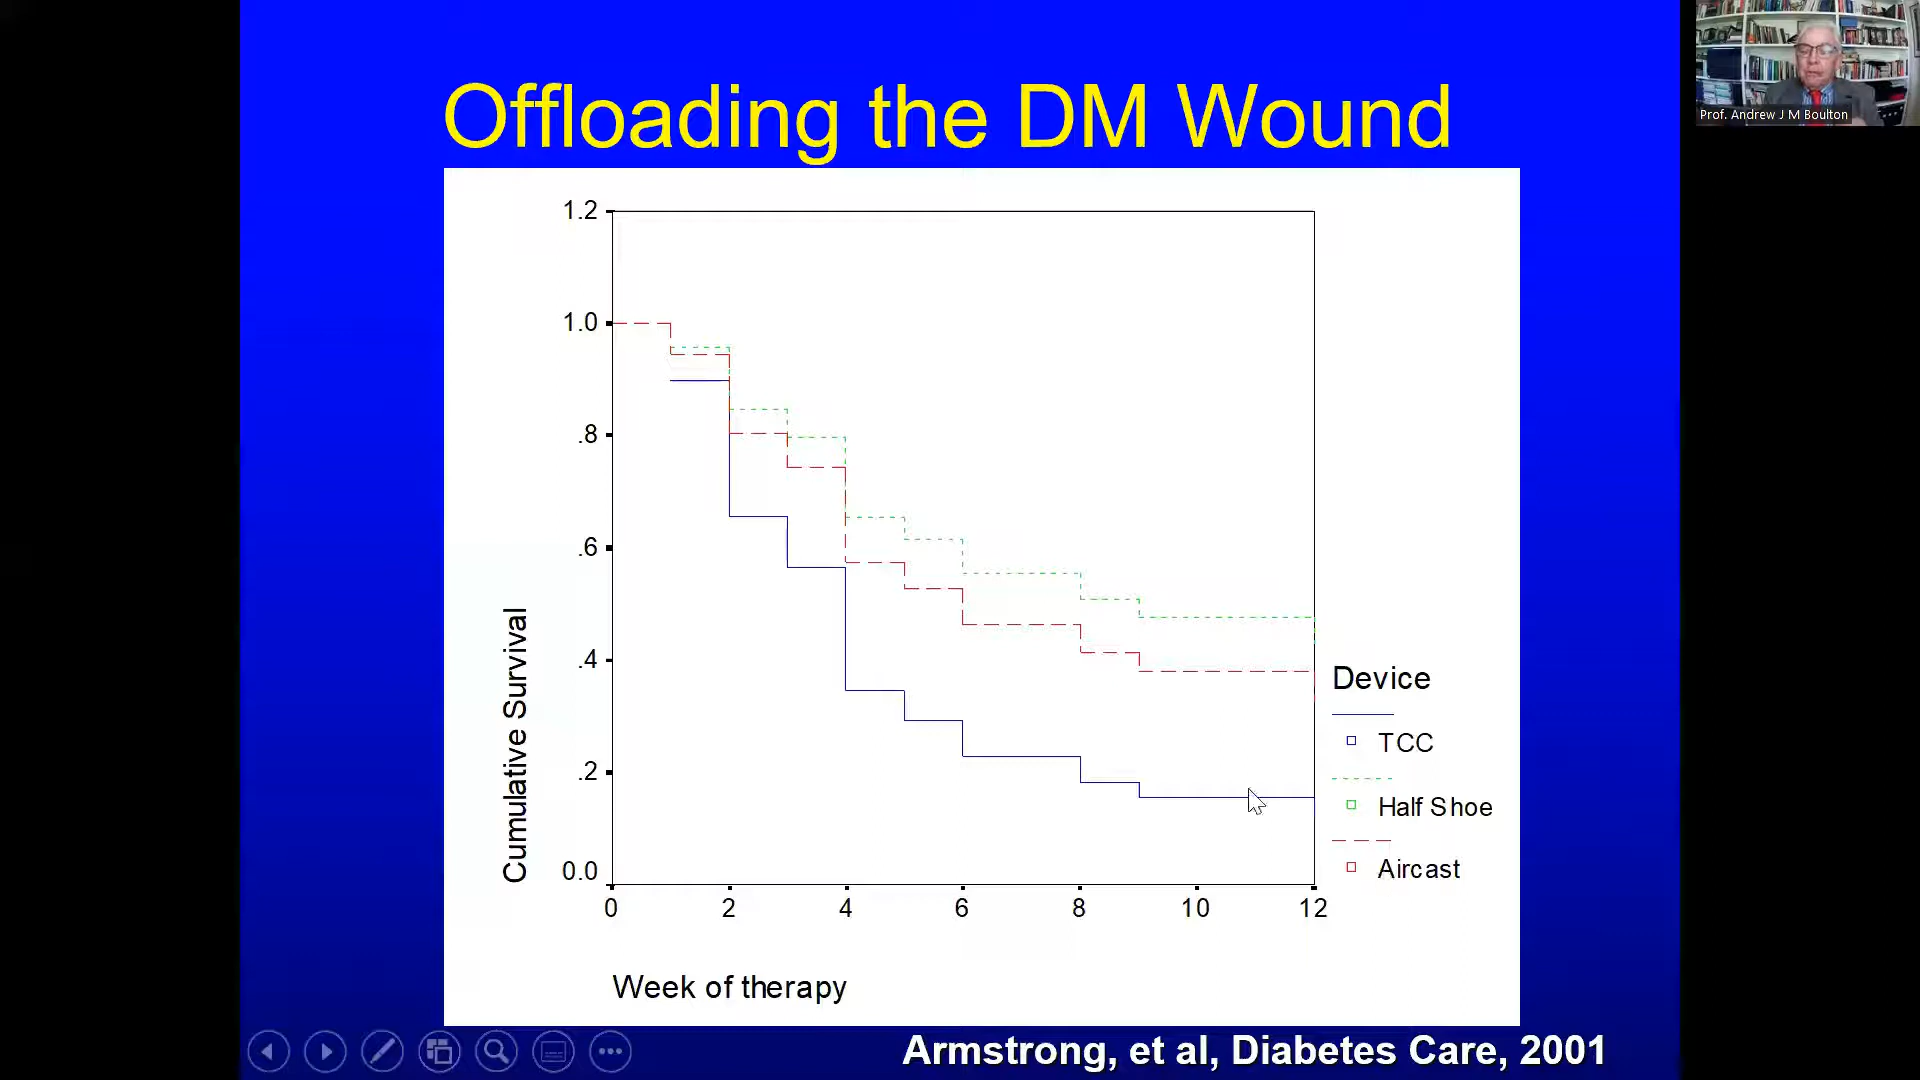 Offloading the DM Wound
Prof. Andrew J M Boulton
1.2
1.0
.8
.6
.4
.2
0.0
Cumulative Survival
0 2 4 6 8 10 12
Week of therapy
Device
TCC
Half Shoe
Aircast
Armstrong, et al, Diabetes Care, 2001